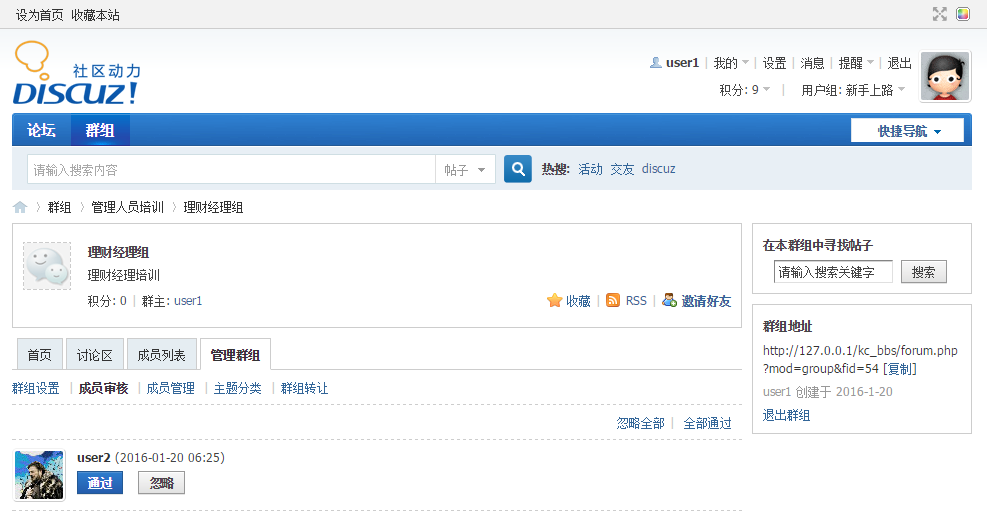 设为首页 收藏本站
社区动力
DISCUZ!
user1 | 我的 | 设置 | 消息 | 提醒 | 退出
积分: 9 | 用户组: 新手上路
论坛 群组 快捷导航
请输入搜索内容 帖子 热搜: 活动 交友 discuz
群组 › 管理人员培训 › 理财经理组
理财经理组
理财经理培训
积分: 0 | 群主: user1
收藏 | RSS | 邀请好友
在本群组中寻找帖子
请输入搜索关键字 搜索
群组地址
http://127.0.0.1/kc_bbs/forum.php
?mod=group&fid=54 [复制]
user1 创建于 2016-1-20
退出群组
首页 讨论区 成员列表 管理群组
群组设置 | 成员审核 | 成员管理 | 主题分类 | 群组转让
忽略全部 | 全部通过
user2 (2016-01-20 06:25)
通过 忽略